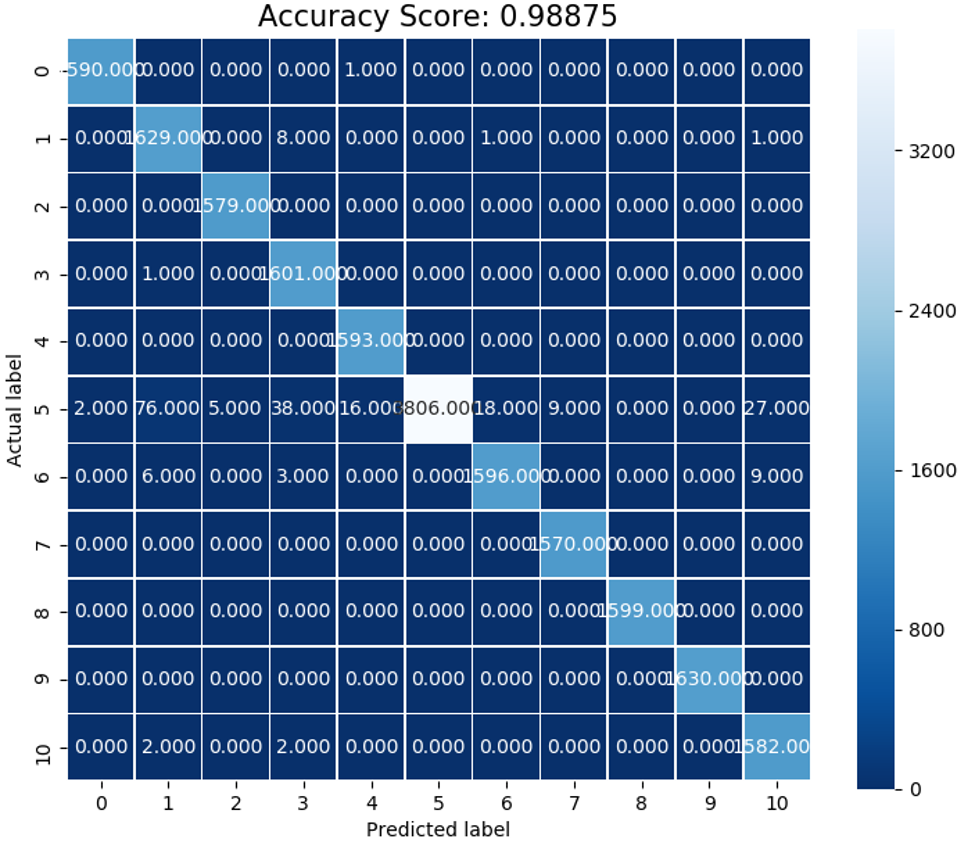 Accuracy Score: 0.98875
0 590.000 0.000 0.000 0.000 1.000 0.000 0.000 0.000 0.000 0.000 0.000
1 0.000 1629.000 0.000 8.000 0.000 0.000 1.000 0.000 0.000 0.000 1.000
2 0.000 0.000 1579.000 0.000 0.000 0.000 0.000 0.000 0.000 0.000 0.000
3200
3 0.000 1.000 0.000 1601.000 0.000 0.000 0.000 0.000 0.000 0.000 0.000
2400
4 0.000 0.000 0.000 0.000 1593.000 0.000 0.000 0.000 0.000 0.000 0.000
Actual label
5 2.000 76.000 5.000 38.000 16.000 3806.000 18.000 9.000 0.000 0.000 27.000
6 0.000 6.000 0.000 3.000 0.000 0.000 1596.000 0.000 0.000 0.000 9.000
1600
7 0.000 0.000 0.000 0.000 0.000 0.000 0.000 1570.000 0.000 0.000 0.000
8 0.000 0.000 0.000 0.000 0.000 0.000 0.000 0.000 1599.000 0.000 0.000
800
9 0.000 0.000 0.000 0.000 0.000 0.000 0.000 0.000 0.000 1630.000 0.000
10 0.000 2.000 0.000 2.000 0.000 0.000 0.000 0.000 0.000 0.000 1582.00
0
0 1 2 3 4 5 6 7 8 9 10
Predicted label